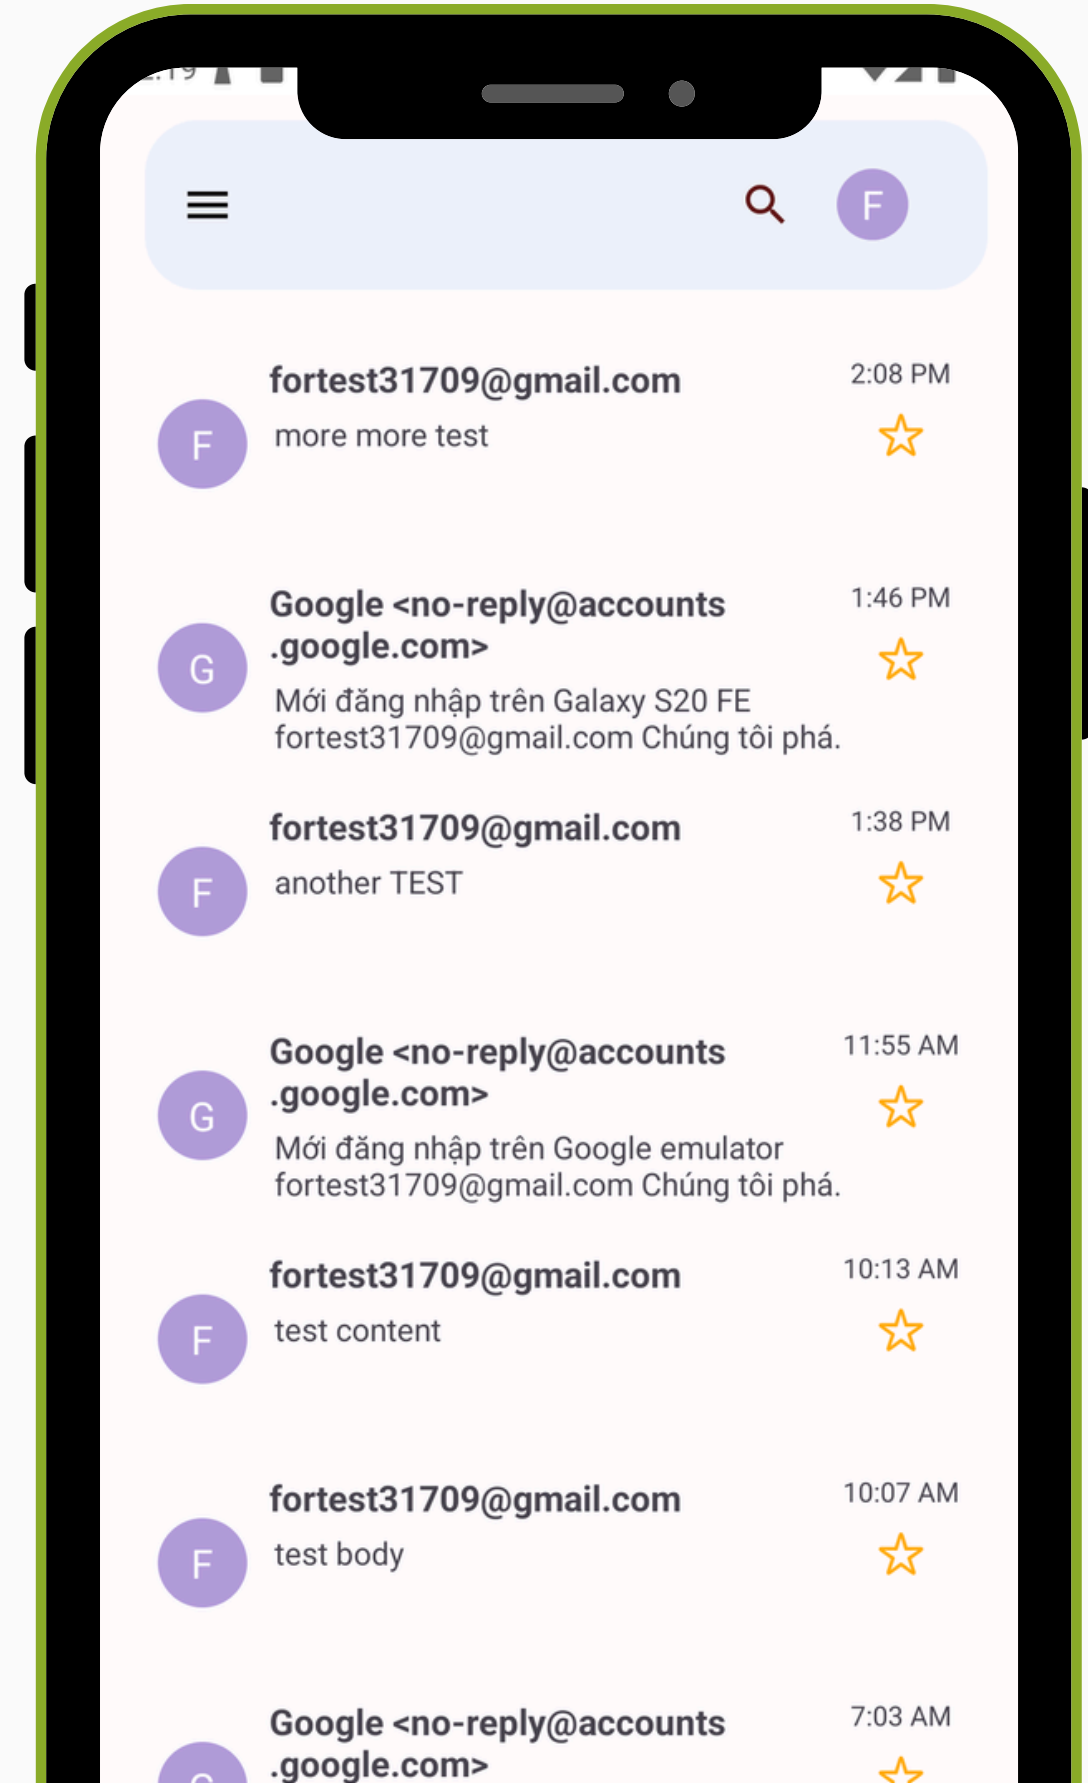 F
fortest31709@gmail.com
2:08 PM
F
more more test
Google <no-reply@accounts
.google.com>
1:46 PM
G
Mới đăng nhập trên Galaxy S20 FE
fortest31709@gmail.com Chúng tôi phá.
fortest31709@gmail.com
1:38 PM
F
another TEST
Google <no-reply@accounts
.google.com>
11:55 AM
G
Mới đăng nhập trên Google emulator
fortest31709@gmail.com Chúng tôi phá.
fortest31709@gmail.com
10:13 AM
F
test content
fortest31709@gmail.com
10:07 AM
F
test body
Google <no-reply@accounts
.google.com>
7:03 AM